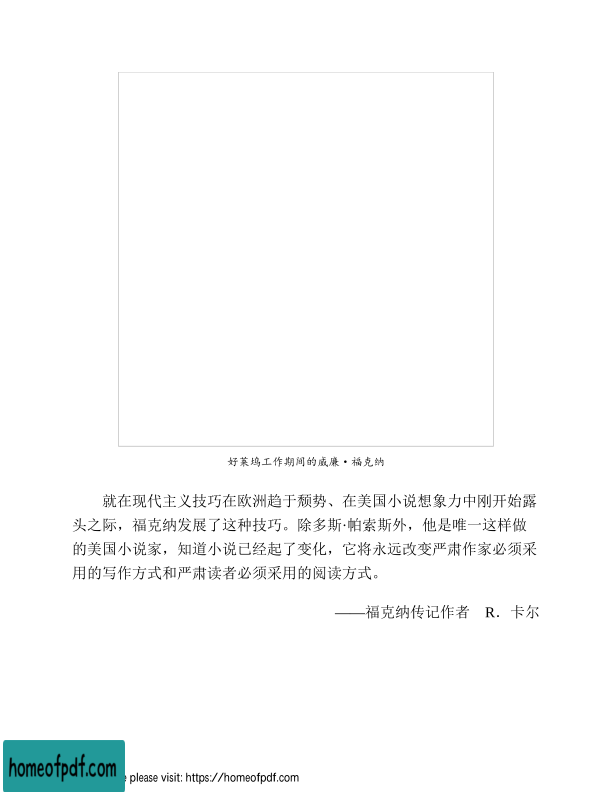 好莱坞工作期间的威廉·福克纳
就在现代主义技巧在欧洲趋于颓势、在美国小说想象力中刚开始露
头之际，福克纳发展了这种技巧。除多斯·帕索斯外，他是唯一这样做
的美国小说家，知道小说已经起了变化，它将永远改变严肃作家必须采
用的写作方式和严肃读者必须采用的阅读方式。
——福克纳传记作者　R．卡尔
homeofpdf.com
e please visit: https://homeofpdf.com